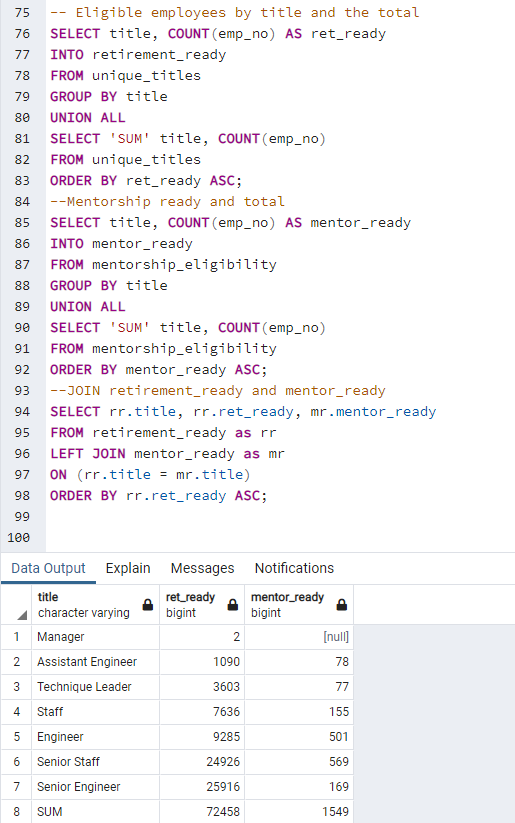 75 -- Eligible employees by title and the total
76 SELECT title, COUNT(emp_no) AS ret_ready
77 INTO retirement_ready
78 FROM unique_titles
79 GROUP BY title
80 UNION ALL
81 SELECT 'SUM' title, COUNT(emp_no)
82 FROM unique_titles
83 ORDER BY ret_ready ASC;
84 --Mentorship ready and total
85 SELECT title, COUNT(emp_no) AS mentor_ready
86 INTO mentor_ready
87 FROM mentorship_eligibility
88 GROUP BY title
89 UNION ALL
90 SELECT 'SUM' title, COUNT(emp_no)
91 FROM mentorship_eligibility
92 ORDER BY mentor_ready ASC;
93 --JOIN retirement_ready and mentor_ready
94 SELECT rr.title, rr.ret_ready, mr.mentor_ready
95 FROM retirement_ready as rr
96 LEFT JOIN mentor_ready as mr
97 ON (rr.title = mr.title)
98 ORDER BY rr.ret_ready ASC;
99
100
Data Output Explain Messages Notifications
title ret_ready mentor_ready
character varying bigint bigint
1 Manager 2 [null]
2 Assistant Engineer 1090 78
3 Technique Leader 3603 77
4 Staff 7636 155
5 Engineer 9285 501
6 Senior Staff 24926 569
7 Senior Engineer 25916 169
8 SUM 72458 1549